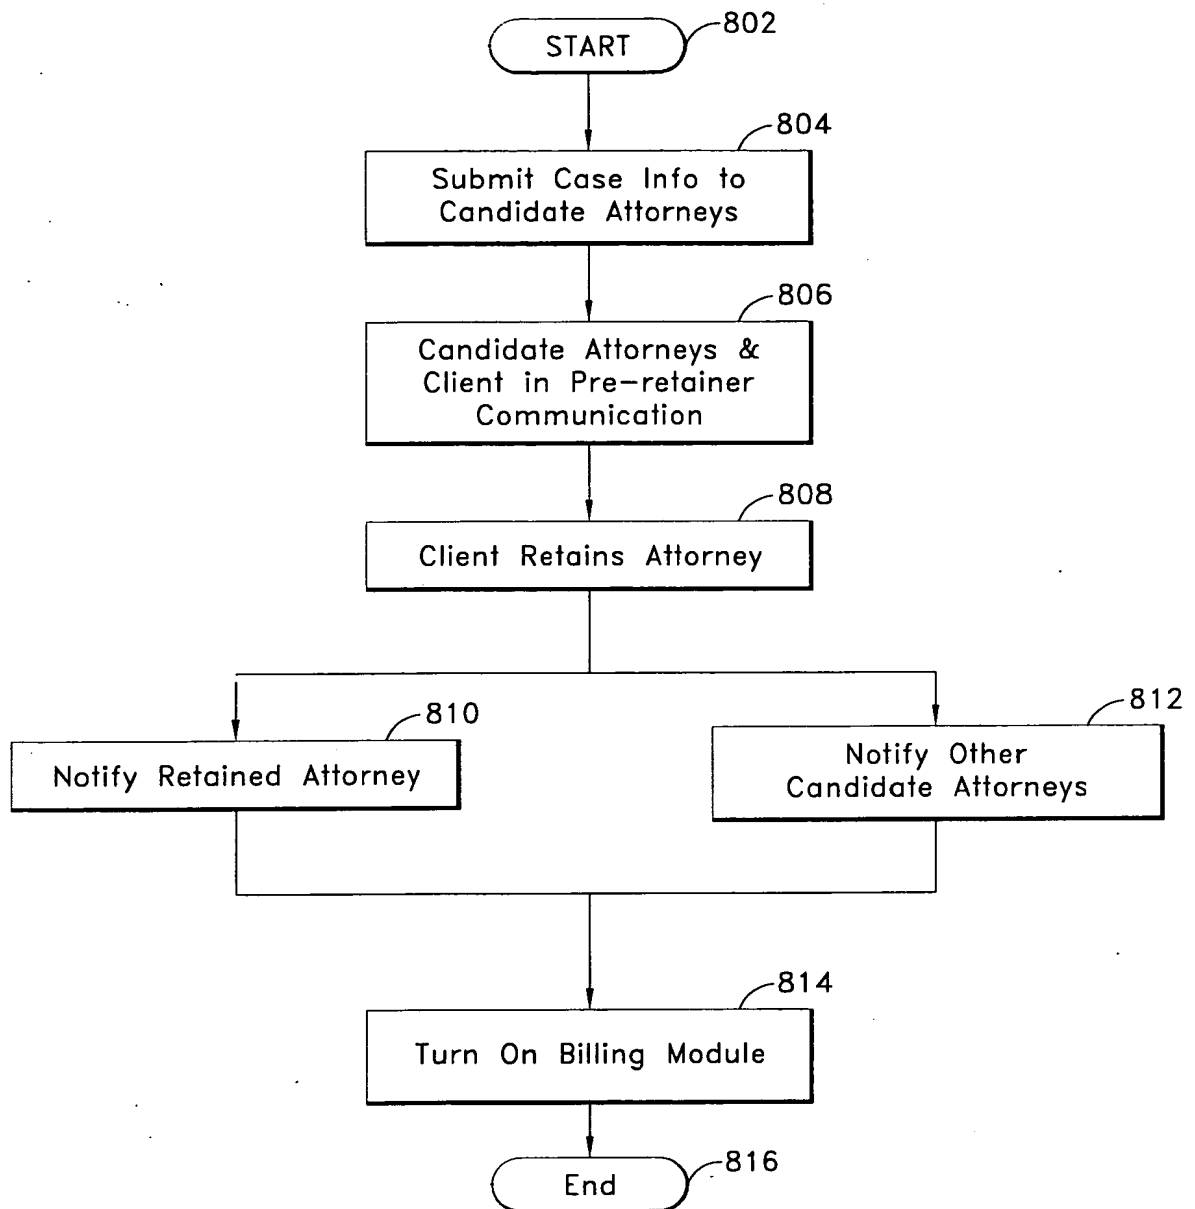 START
802
804
Submit Case Info to
Candidate Attorneys
806
Candidate Attorneys &
Client in Pre-retainer
Communication
808
Client Retains Attorney
810
Notify Retained Attorney
812
Notify Other
Candidate Attorneys
814
Turn On Billing Module
816
End